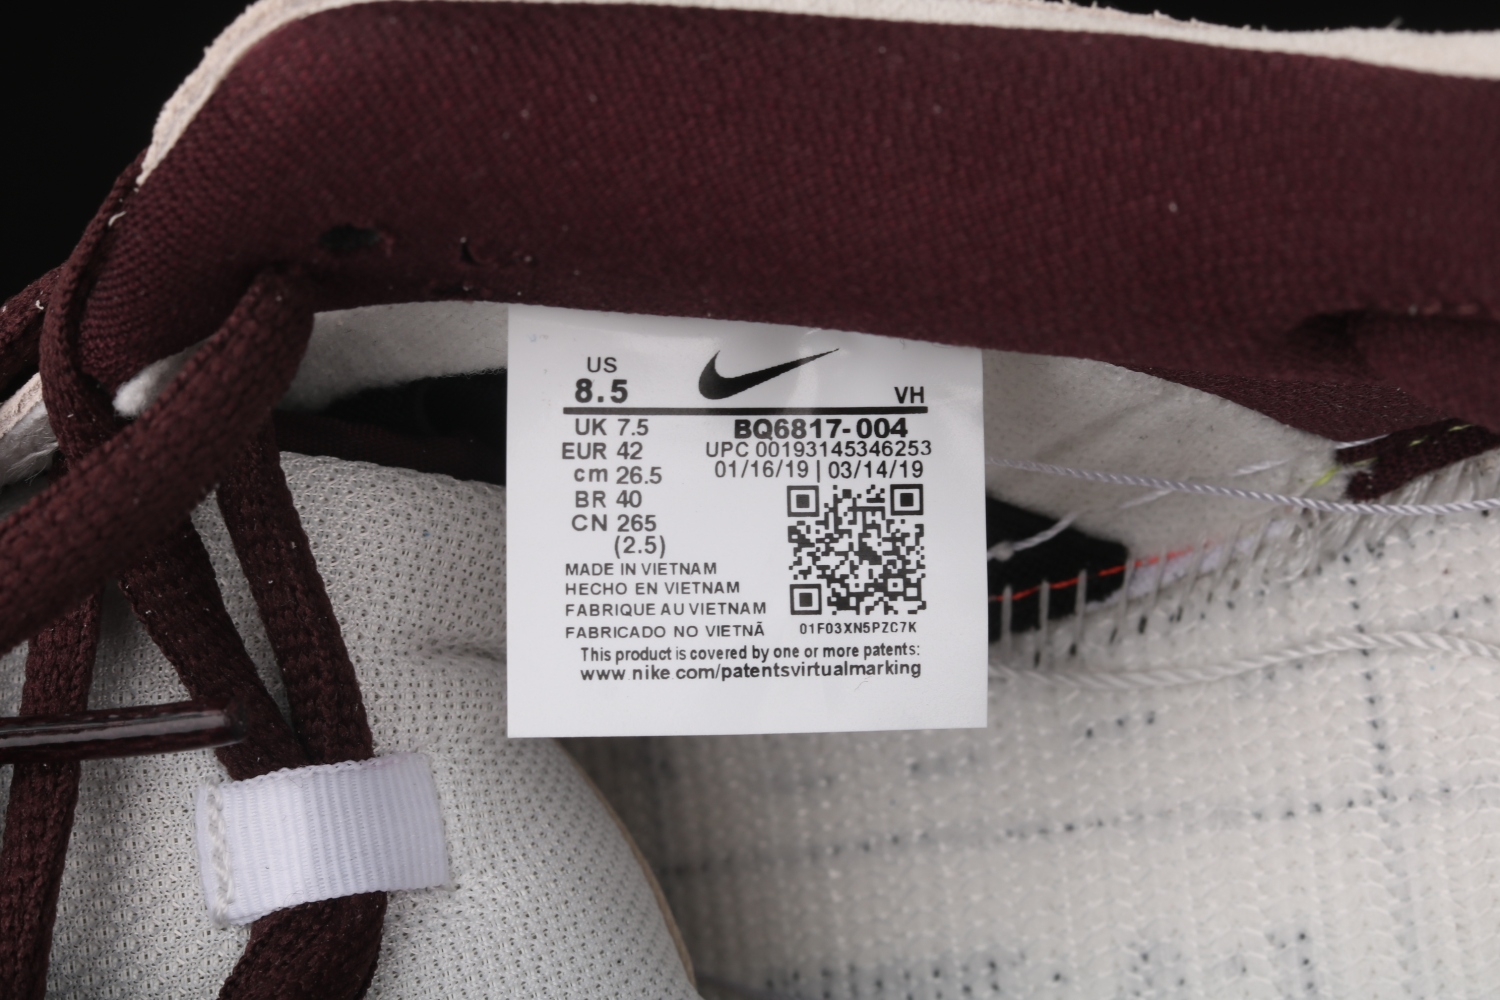 US
8.5
VH
UK 7.5
EUR 42
cm 26.5
BR 40
CN 265
(2.5)
BQ6817-004
UPC 00193145346253
01/16/19 | 03/14/19
MADE IN VIETNAM
HECHO EN VIETNAM
FABRIQUE AU VIETNAM
FABRICADO NO VIETNÃ
01F03XN5PZC7K
This product is covered by one or more patents:
www.nike.com/patentsvirtualmarking